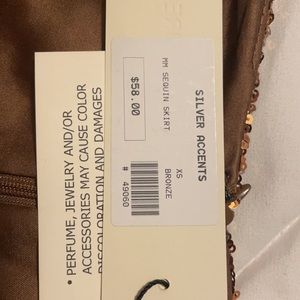 SILVER ACCENTS
MM SEQUIN SKIRT
$58.00
XS
BRONZE
# 45060
• PERFUME, JEWELRY AND/OR
ACCESSORIES MAY CAUSE COLOR
DISCOLORATION AND DAMAGES